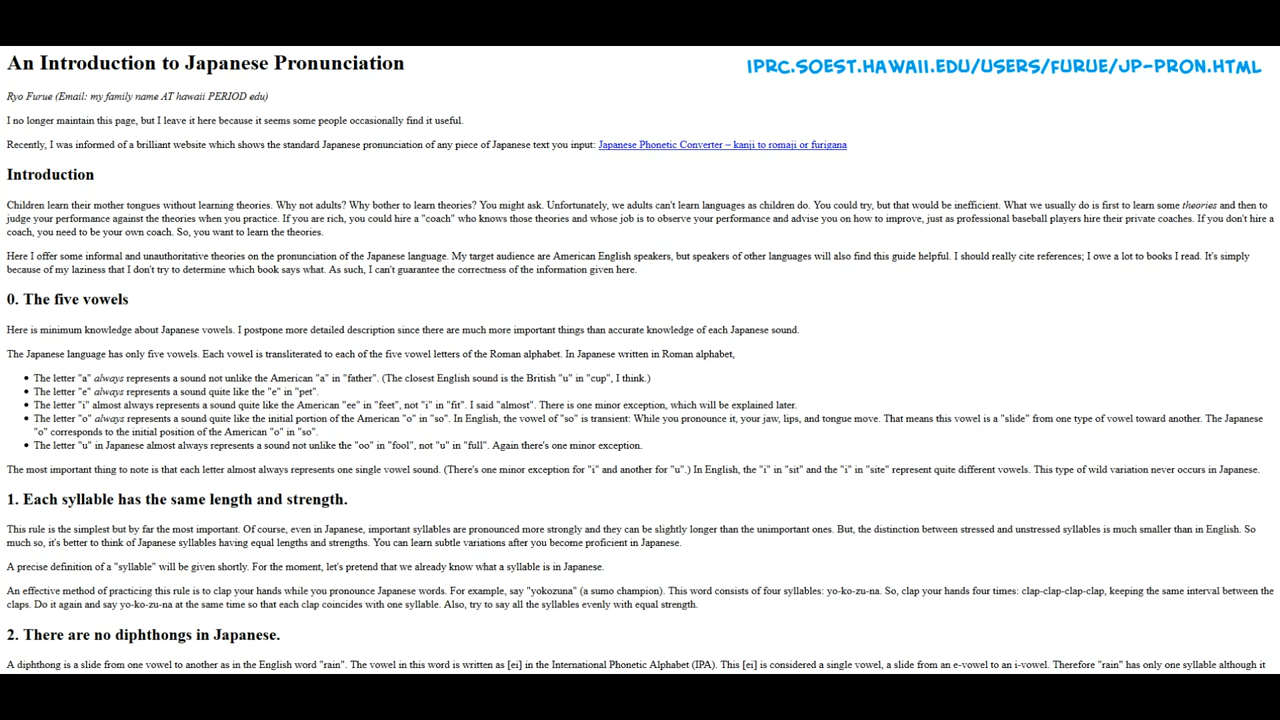 An Introduction to Japanese Pronunciation
IPRC.SOEST.HAWAII.EDU/USERS/FURUE/JP-PRON.HTML
Ryo Furue (Email: my family name AT hawaii PERIOD edu)
I no longer maintain this page, but I leave it here because it seems some people occasionally find it useful.
Recently, I was informed of a brilliant website which shows the standard Japanese pronunciation of any piece of Japanese text you input: Japanese Phonetic Converter – kanji to romaji or furigana
Introduction
Children learn their mother tongues without learning theories. Why not adults? Why bother to learn theories? You might ask. Unfortunately, we adults can't learn languages as children do. You could try, but that would be inefficient. What we usually do is first to learn some theories and then to
judge your performance against the theories when you practice. If you are rich, you could hire a "coach" who knows those theories and whose job is to observe your performance and advise you on how to improve, just as professional baseball players hire their private coaches. If you don't hire a
coach, you need to be your own coach. So, you want to learn the theories.
Here I offer some informal and unauthoritative theories on the pronunciation of the Japanese language. My target audience are American English speakers, but speakers of other languages will also find this guide helpful. I should really cite references; I owe a lot to books I read. It's simply
because of my laziness that I don't try to determine which book says what. As such, I can't guarantee the correctness of the information given here.
0. The five vowels
Here is minimum knowledge about Japanese vowels. I postpone more detailed description since there are much more important things than accurate knowledge of each Japanese sound.
The Japanese language has only five vowels. Each vowel is transliterated to each of the five vowel letters of the Roman alphabet. In Japanese written in Roman alphabet,
• The letter "a" always represents a sound not unlike the American "a" in "father". (The closest English sound is the British "u" in "cup", I think.)
• The letter "e" always represents a sound quite like the "e" in "pet".
• The letter "i" almost always represents a sound quite like the American "ee" in "feet", not "i" in "fit". I said "almost". There is one minor exception, which will be explained later.
• The letter "o" always represents a sound quite like the initial portion of the American "o" in "so". In English, the vowel of "so" is transient: While you pronounce it, your jaw, lips, and tongue move. That means this vowel is a "slide" from one type of vowel toward another. The Japanese
"o" corresponds to the initial position of the American "o" in "so".
• The letter "u" in Japanese almost always represents a sound not unlike the "oo" in "fool", not "u" in "full". Again there's one minor exception.
The most important thing to note is that each letter almost always represents one single vowel sound. (There's one minor exception for "i" and another for "u".) In English, the "i" in "sit" and the "i" in "site" represent quite different vowels. This type of wild variation never occurs in Japanese.
1. Each syllable has the same length and strength.
This rule is the simplest but by far the most important. Of course, even in Japanese, important syllables are pronounced more strongly and they can be slightly longer than the unimportant ones. But, the distinction between stressed and unstressed syllables is much smaller than in English. So
much so, it's better to think of Japanese syllables having equal lengths and strengths. You can learn subtle variations after you become proficient in Japanese.
A precise definition of a "syllable" will be given shortly. For the moment, let's pretend that we already know what a syllable is in Japanese.
An effective method of practicing this rule is to clap your hands while you pronounce Japanese words. For example, say "yokozuna" (a sumo champion). This word consists of four syllables: yo-ko-zu-na. So, clap your hands four times: clap-clap-clap-clap, keeping the same interval between the
claps. Do it again and say yo-ko-zu-na at the same time so that each clap coincides with one syllable. Also, try to say all the syllables evenly with equal strength.
2. There are no diphthongs in Japanese.
A diphthong is a slide from one vowel to another as in the English word "rain". The vowel in this word is written as [ei] in the International Phonetic Alphabet (IPA). This [ei] is considered a single vowel, a slide from an e-vowel to an i-vowel. Therefore "rain" has only one syllable although it